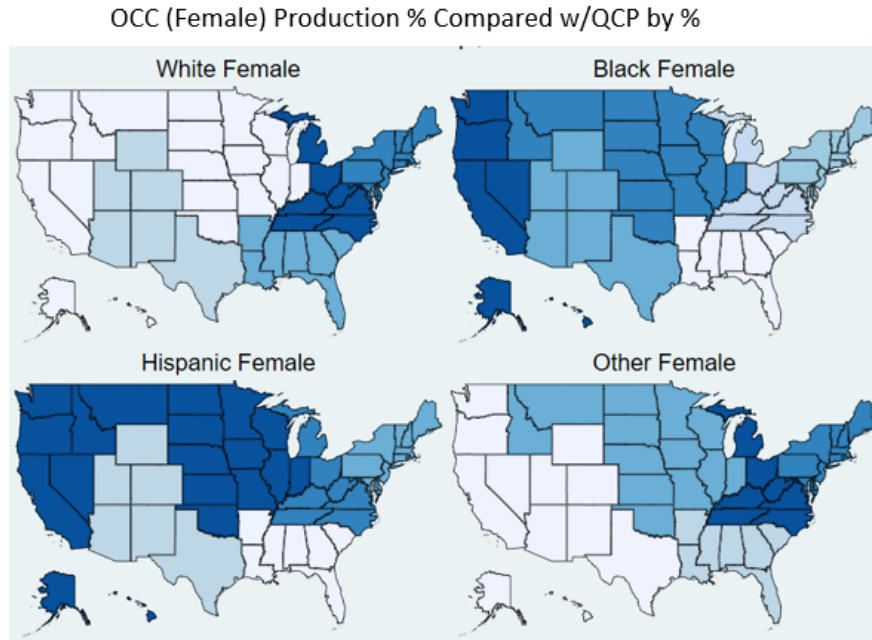 OCC (Female) Production % Compared w/QCP by %
White Female
Black Female
Hispanic Female
Other Female